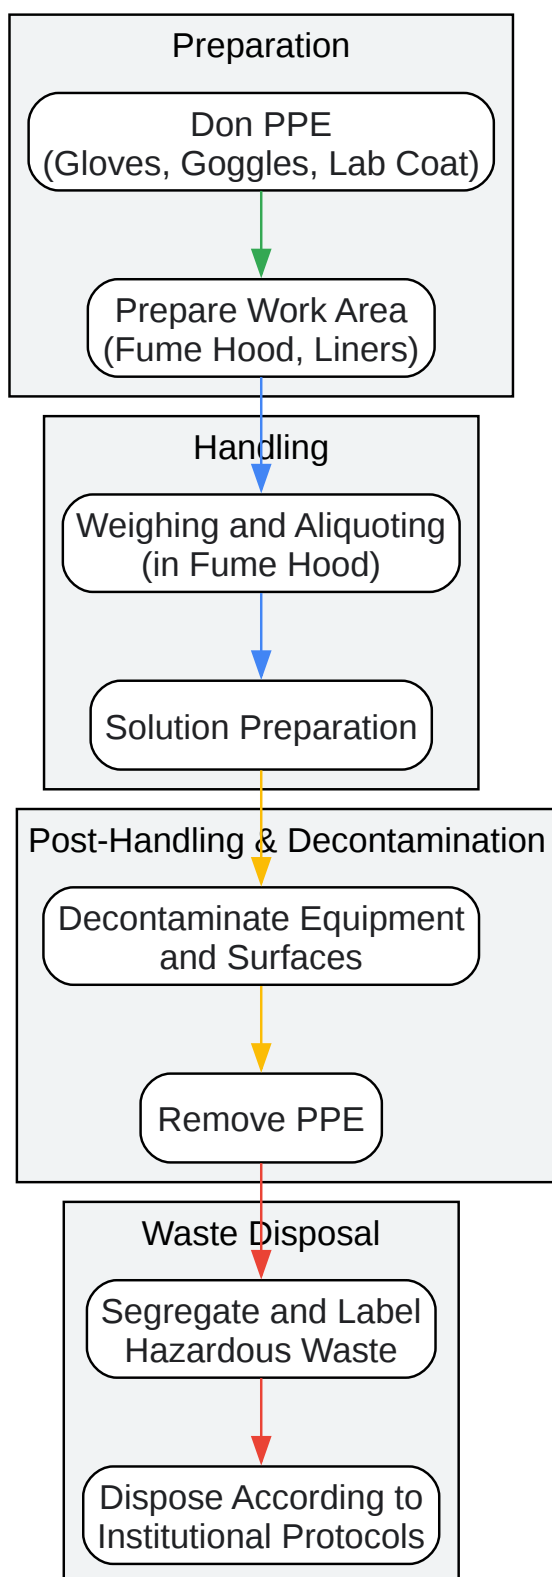 Preparation
Don PPE
(Gloves, Goggles, Lab Coat)
Prepare Work Area
(Fume Hood, Liners)
Handling
Weighing and Aliquoting
(in Fume Hood)
Solution Preparation
Post-Handling & Decontamination
Decontaminate Equipment
and Surfaces
Remove PPE
Waste Disposal
Segregate and Label
Hazardous Waste
Dispose According to
Institutional Protocols